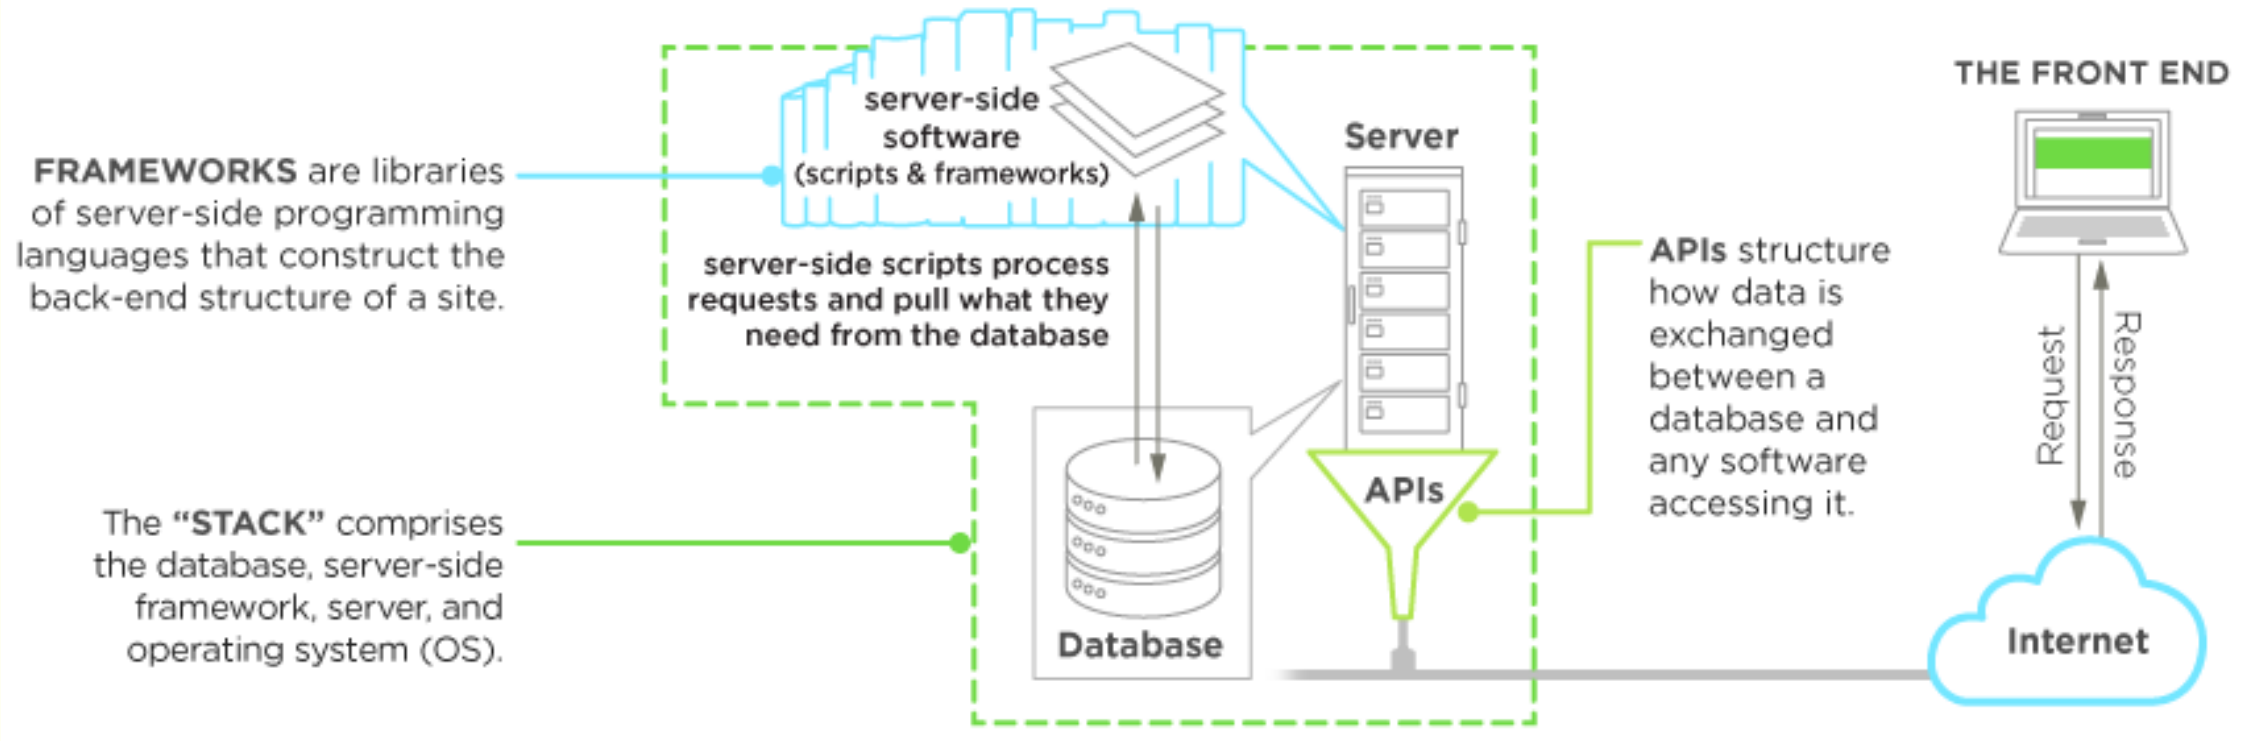 FRAMEWORKS are libraries
of server-side programming
languages that construct the
back-end structure of a site.
The “STACK” comprises
the database, server-side
framework, server, and
operating system (OS).
server-side
software
(scripts & frameworks)
server-side scripts process
requests and pull what they
need from the database
Database
Server
APIs
APIs structure
how data is
exchanged
between a
database and
any software
accessing it.
THE FRONT END
Request
Response
Internet